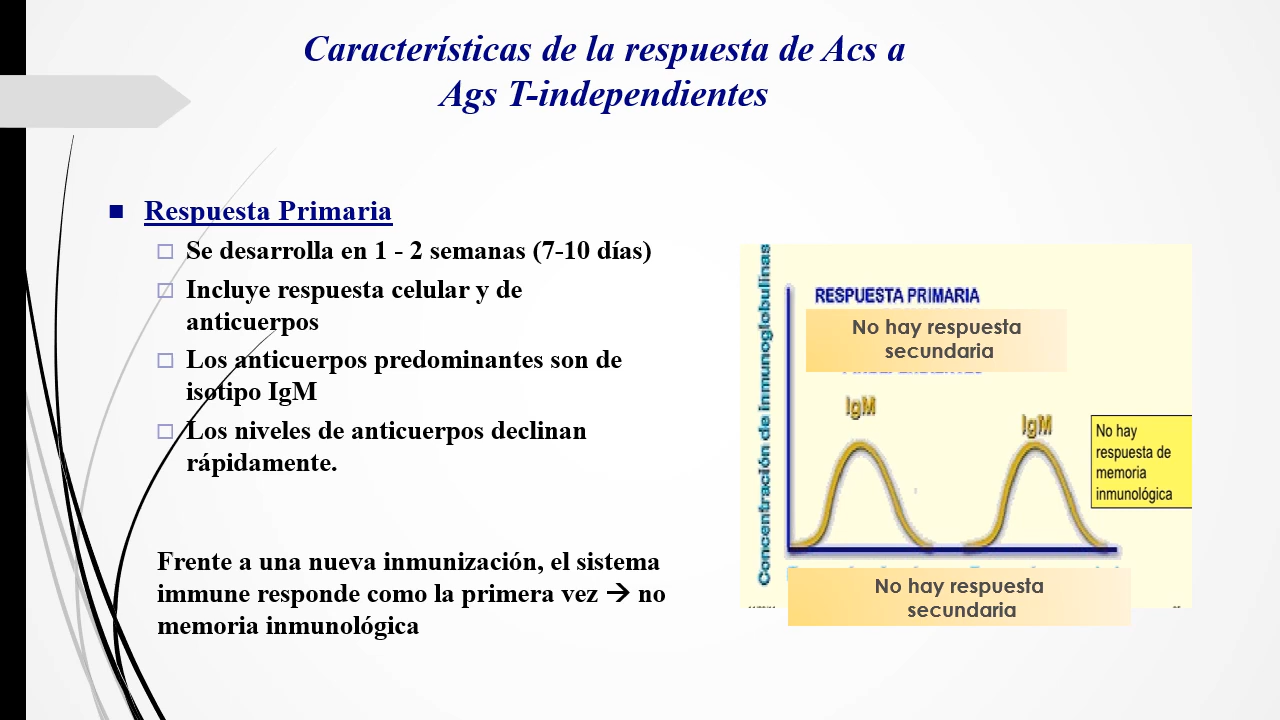 Características de la respuesta de Acs a
Ags T-independientes
Respuesta Primaria
Se desarrolla en 1 - 2 semanas (7-10 días)
Incluye respuesta celular y de
anticuerpos
Los anticuerpos predominantes son de
isotipo IgM
Los niveles de anticuerpos declinan
rápidamente.
Frente a una nueva inmunización, el sistema
immune responde como la primera vez → no
memoria inmunológica
Concentración de inmunoglobulinas
RESPUESTA PRIMARIA
No hay respuesta
secundaria
IgM
IgM
No hay
respuesta de
memoria
inmunológica
No hay respuesta
secundaria